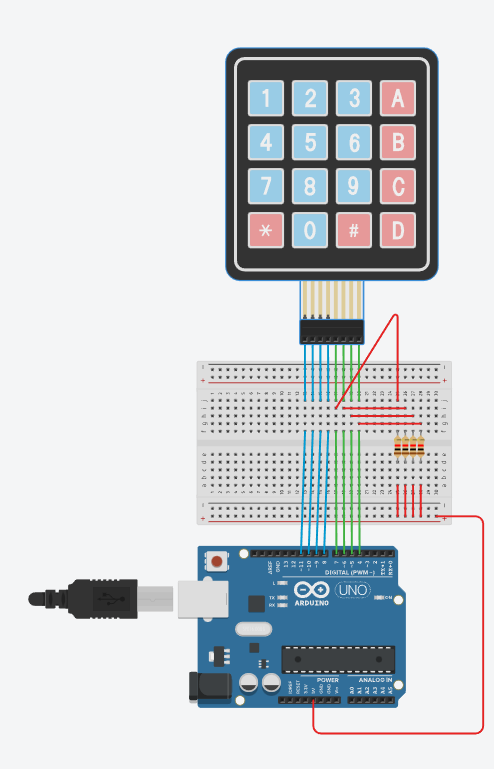 1 2 3 A
4 5 6 B
7 8 9 C
* 0 # D
- -
+ +
- -
+ +
AREF
GND
13
12
~11
~10
~9
8
7
~6
~5
4
~3
2
TX→1
RX←0
DIGITAL (PWM~)
L
TX
RX
ARDUINO
UNO
ON
POWER
ANALOG IN
IOREF
RESET
3.3V
5V
GND
GND
Vin
A0
A1
A2
A3
A4
A5